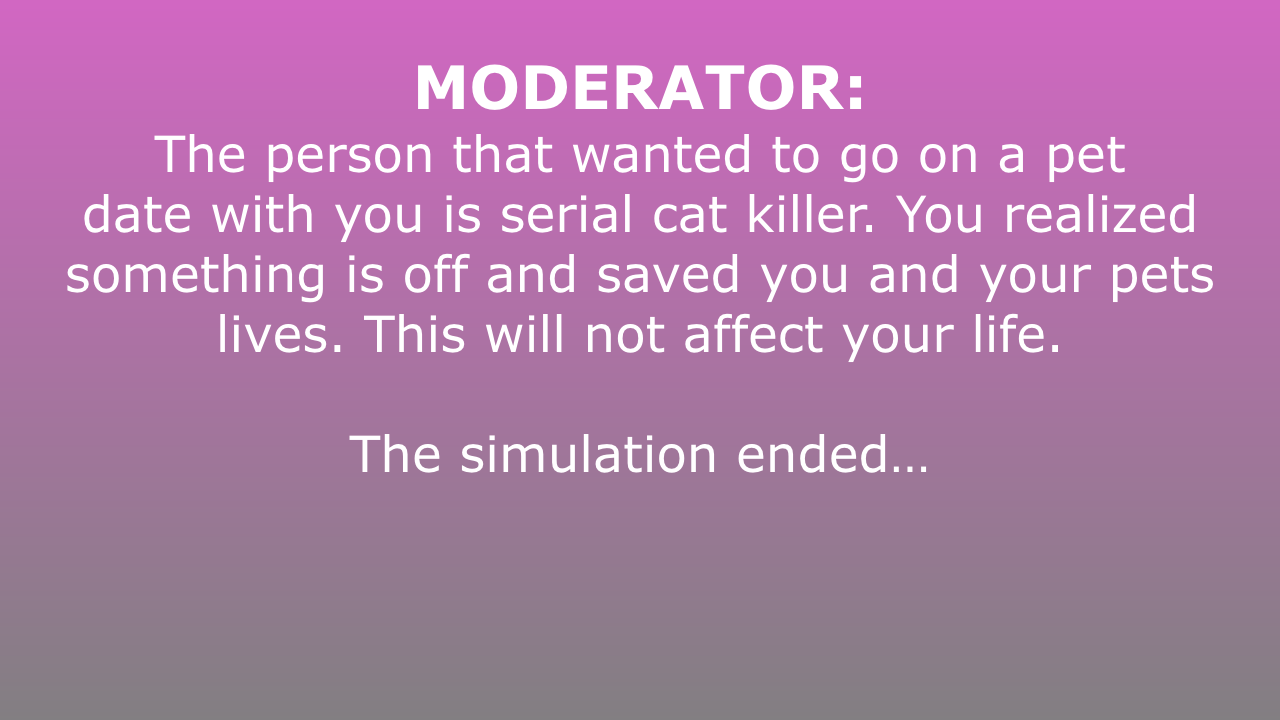 MODERATOR:
The person that wanted to go on a pet
date with you is serial cat killer. You realized
something is off and saved you and your pets
lives. This will not affect your life.
The simulation ended…